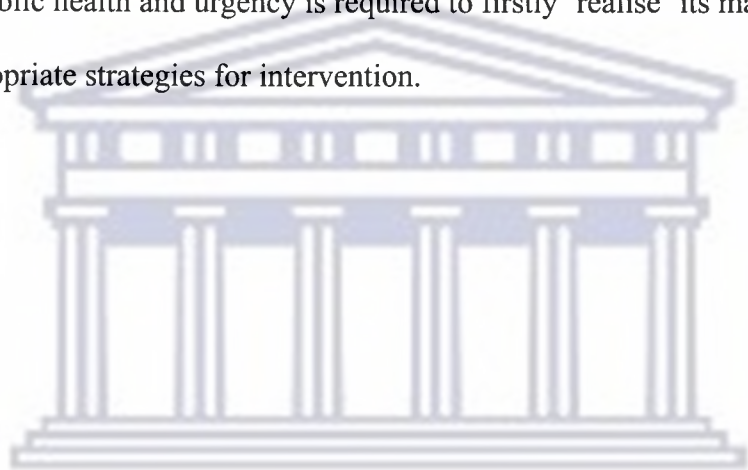 blic health and urgency is required to firstly "realise" its ma
opriate strategies for intervention.